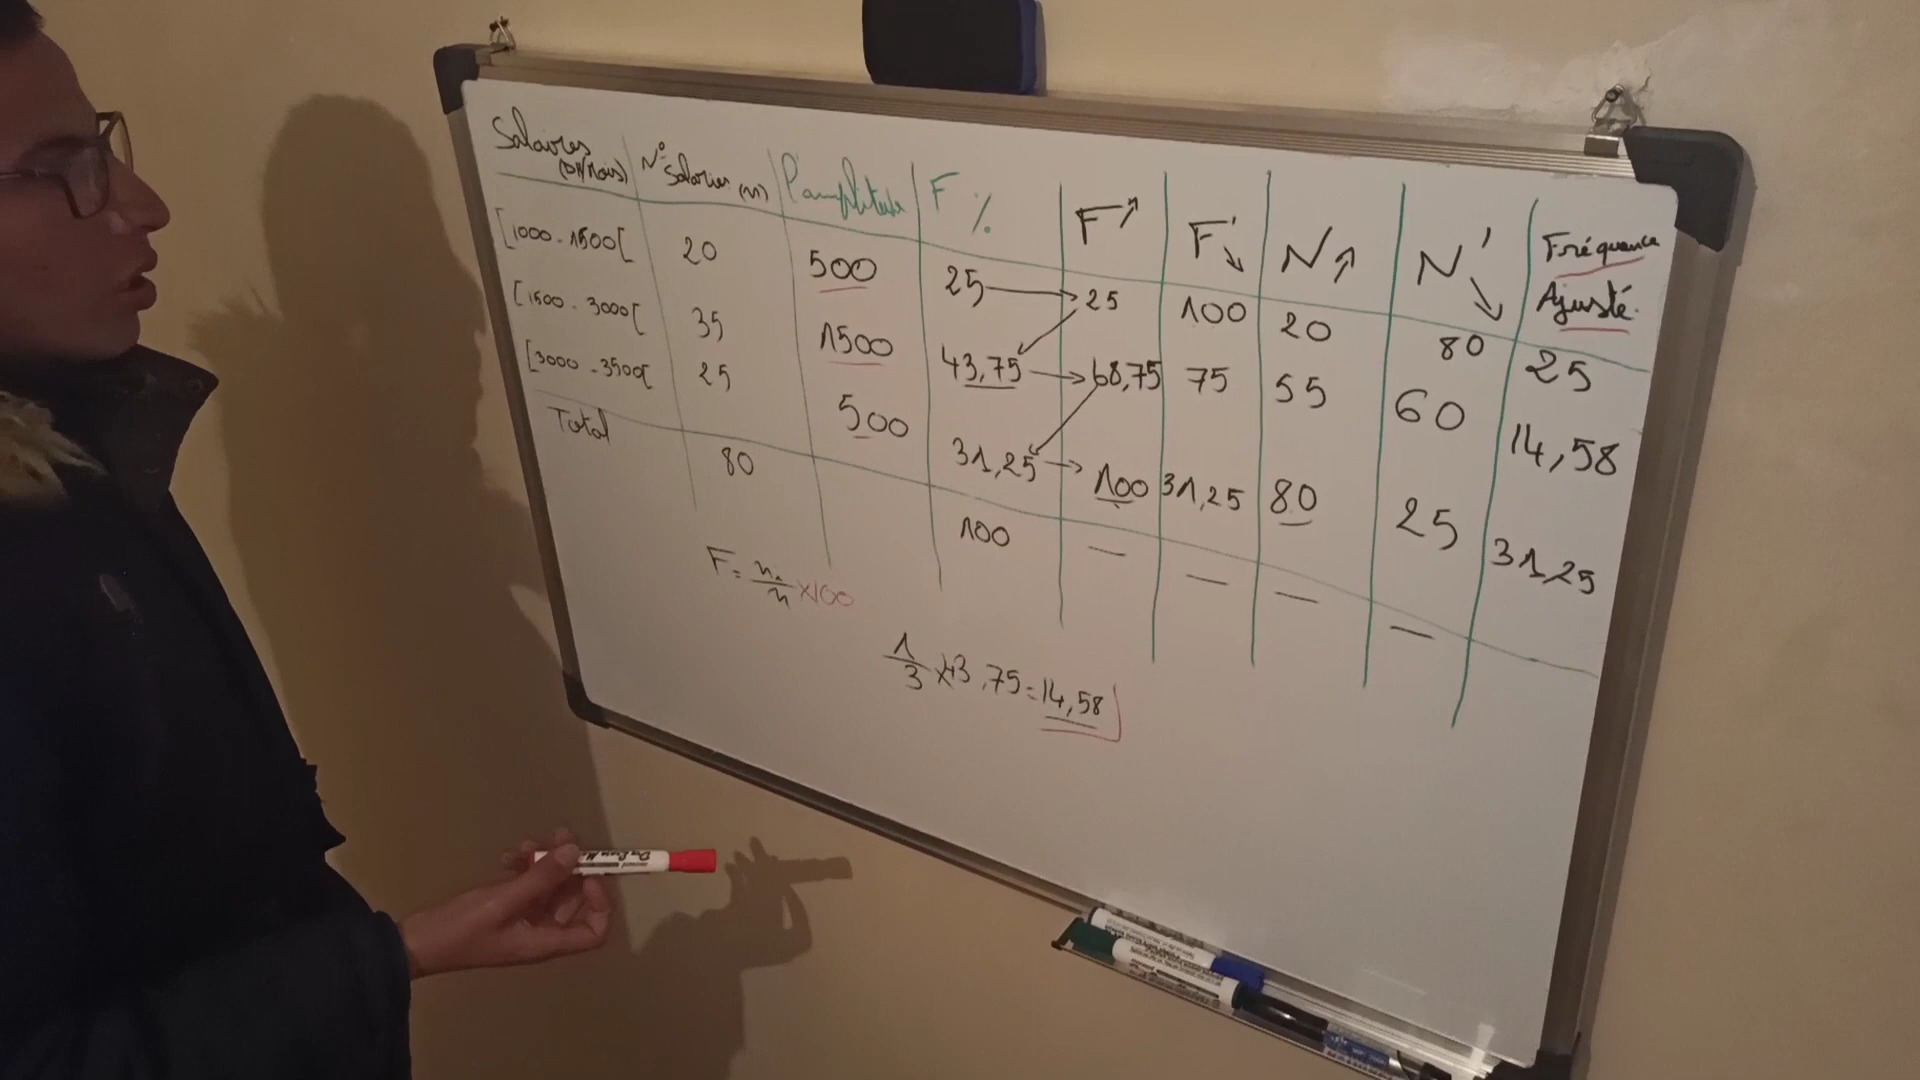 Salaires (DH/Mois) N° Salariés (n) L'amplitude F % F↗ F'↘ N↗ N'↘ Fréquence Ajusté
[1000-1500[ 20 500 25 25 100 20 80 25
[1500-3000[ 35 1500 43,75 68,75 75 55 60 14,58
[3000-3500[ 25 500 31,25 100 31,25 80 25 31,25
Total 80 100 — — — —
F = ni/n ×100
1/3 × 43,75 = 14,58